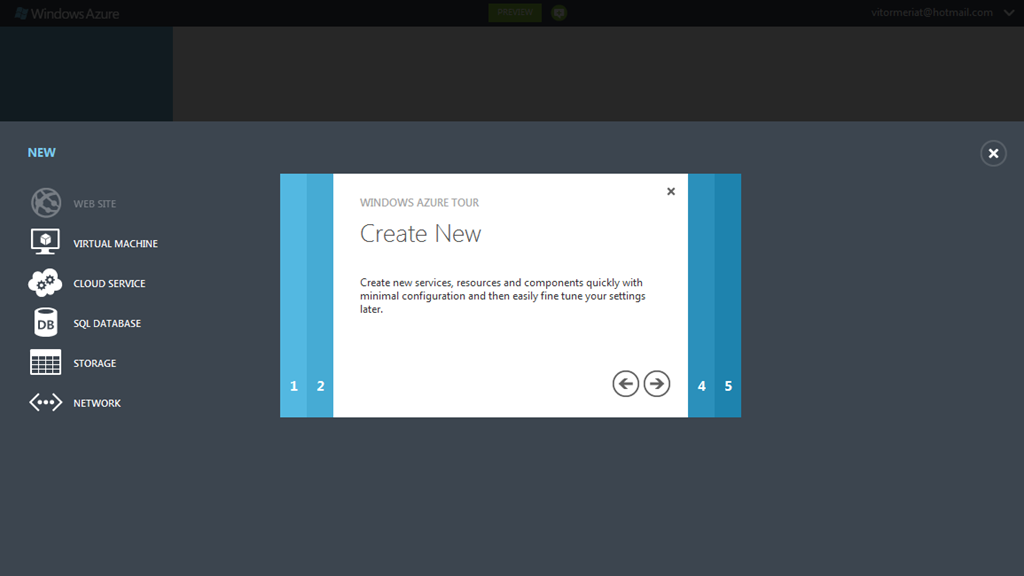 Windows Azure
PREVIEW
vitormeriat@hotmail.com
NEW
WEB SITE
VIRTUAL MACHINE
CLOUD SERVICE
DB
SQL DATABASE
STORAGE
NETWORK
1
2
WINDOWS AZURE TOUR
Create New
Create new services, resources and components quickly with
minimal configuration and then easily fine tune your settings
later.
4
5